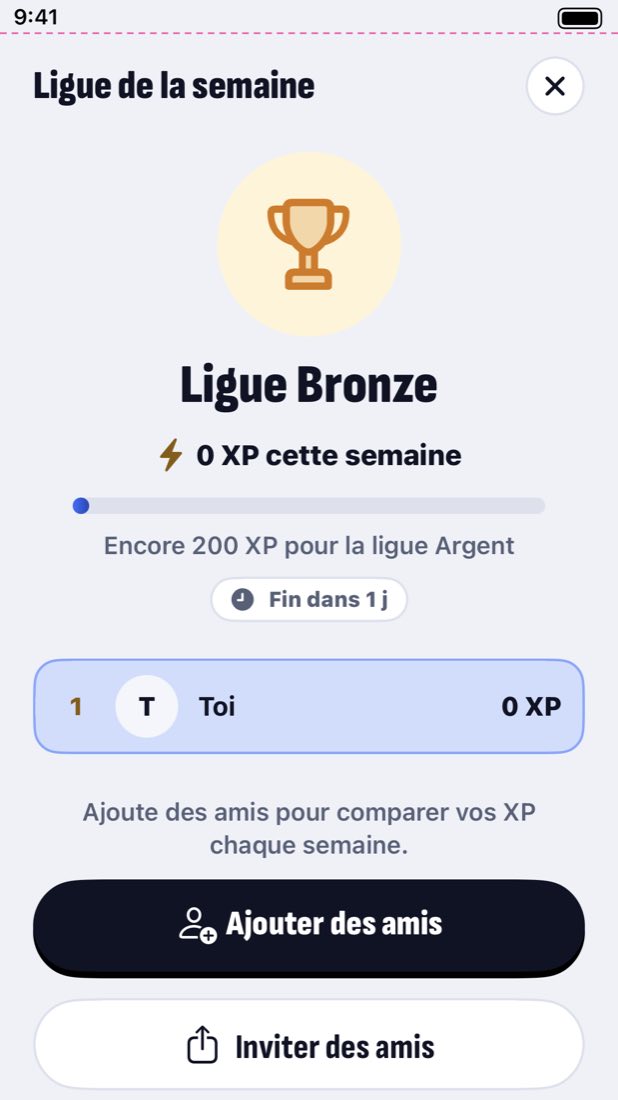 9:41
Ligue de la semaine
Ligue Bronze
0 XP cette semaine
Encore 200 XP pour la ligue Argent
Fin dans 1 j
1 T Toi 0 XP
Ajoute des amis pour comparer vos XP
chaque semaine.
Ajouter des amis
Inviter des amis